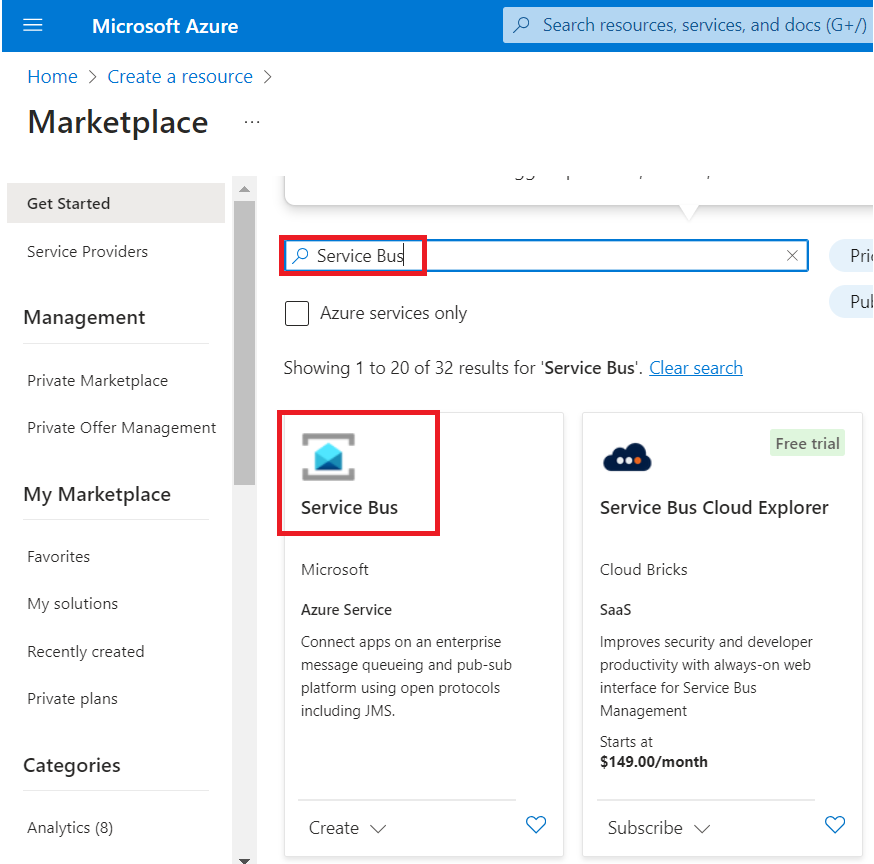 Microsoft Azure
Search resources, services, and docs (G+/)
Home > Create a resource >
Marketplace ...
Get Started
Service Providers
Management
Private Marketplace
Private Offer Management
My Marketplace
Favorites
My solutions
Recently created
Private plans
Categories
Analytics (8)
Service Bus
Azure services only
Showing 1 to 20 of 32 results for 'Service Bus'. Clear search
Service Bus
Microsoft
Azure Service
Connect apps on an enterprise
message queueing and pub-sub
platform using open protocols
including JMS.
Create
Free trial
Service Bus Cloud Explorer
Cloud Bricks
SaaS
Improves security and developer
productivity with always-on web
interface for Service Bus
Management
Starts at
$149.00/month
Subscribe